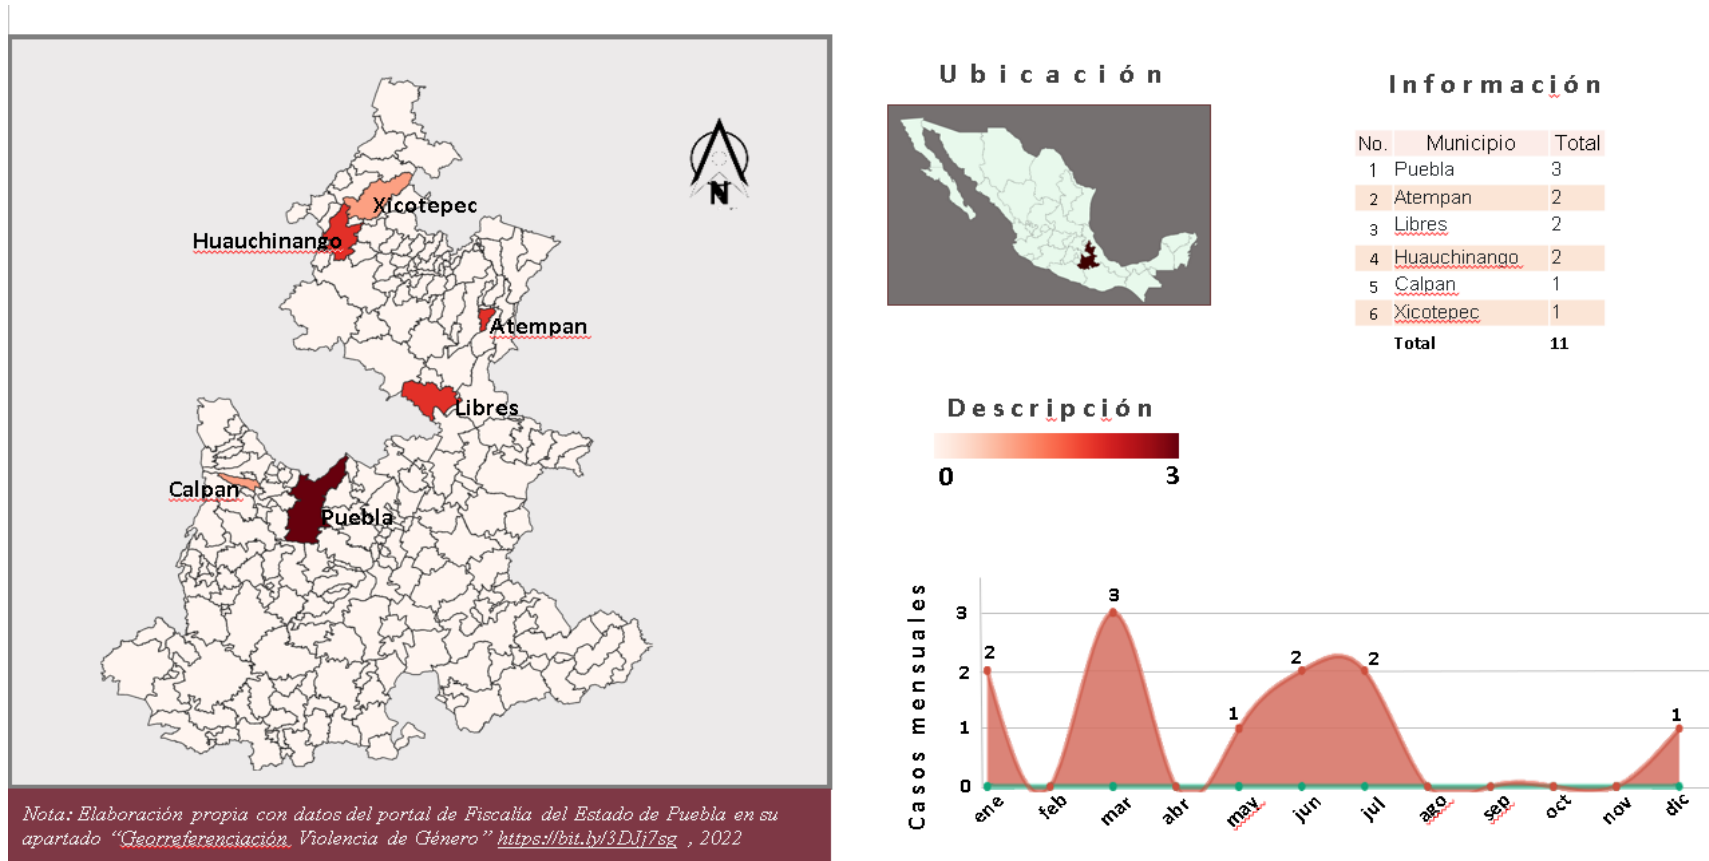 Xicotepec
Huauchinango
Atempan
Libres
Calpan
Puebla
N
Nota: Elaboración propia con datos del portal de Fiscalía del Estado de Puebla en su
apartado “Georreferenciación Violencia de Género” https://bit.ly/3DJj7sg , 2022
Ubicación
Información
No. Municipio Total
1 Puebla 3
2 Atempan 2
3 Libres 2
4 Huauchinango 2
5 Calpan 1
6 Xicotepec 1
Total 11
Descripción
0 3
Casos mensuales
3
2
1
0
2
3
1
2
2
1
ene feb mar abr may jun jul ago sep oct nov dic